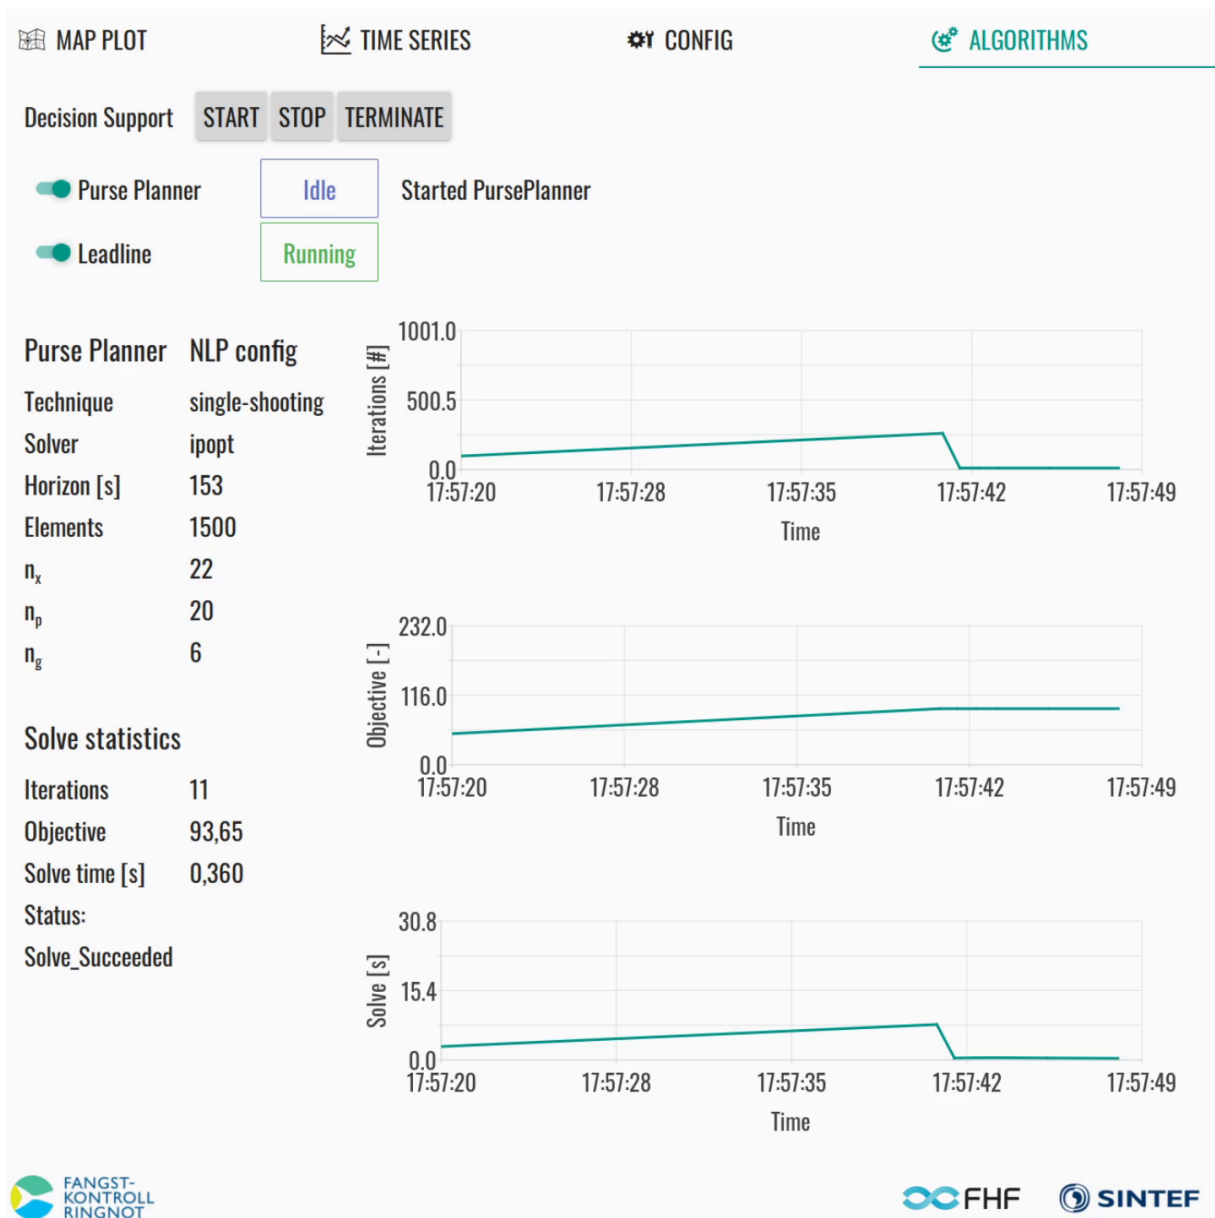 MAP PLOT TIME SERIES CONFIG ALGORITHMS
Decision Support START STOP TERMINATE
Purse Planner Idle Started PursePlanner
Leadline Running
Purse Planner NLP config
Technique single-shooting
Solver ipopt
Horizon [s] 153
Elements 1500
nₓ 22
nₚ 20
n_g 6
Solve statistics
Iterations 11
Objective 93,65
Solve time [s] 0,360
Status:
Solve_Succeeded
Iterations [#]
1001.0
500.5
0.0
17:57:20 17:57:28 17:57:35 17:57:42 17:57:49
Time
Objective [-]
232.0
116.0
0.0
17:57:20 17:57:28 17:57:35 17:57:42 17:57:49
Time
Solve [s]
30.8
15.4
0.0
17:57:20 17:57:28 17:57:35 17:57:42 17:57:49
Time
FANGST-
KONTROLL
RINGNOT
FHF SINTEF